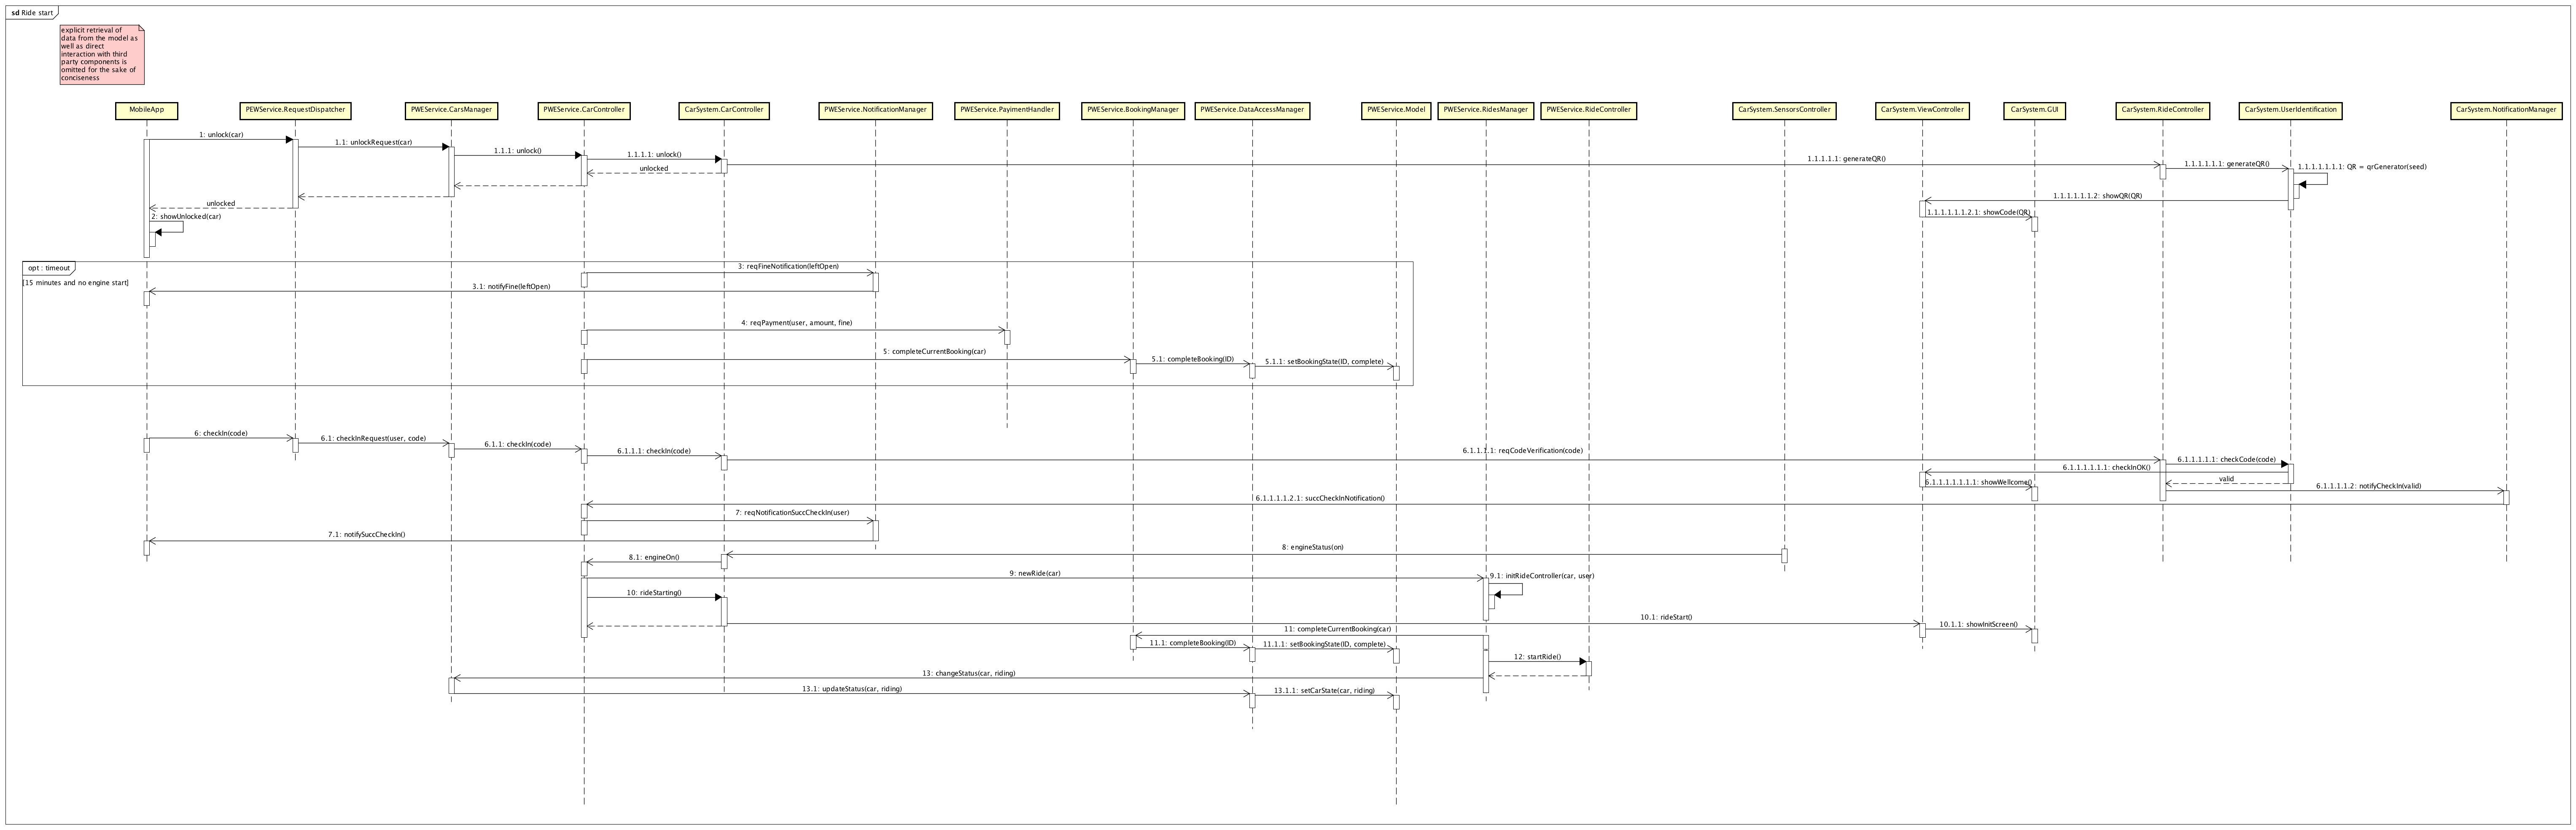 sd Ride start
explicit retrieval of
data from the model as
well as direct
interaction with third
party components is
omitted for the sake of
conciseness
MobileApp
PEWService.RequestDispatcher
PWEService.CarsManager
PWEService.CarController
CarSystem.CarController
PWEService.NotificationManager
PWEService.PayimentHandler
PWEService.BookingManager
PWEService.DataAccessManager
PWEService.Model
PWEService.RidesManager
PWEService.RideController
CarSystem.SensorsController
CarSystem.ViewController
CarSystem.GUI
CarSystem.RideController
CarSystem.UserIdentification
CarSystem.NotificationManager
1: unlock(car)
1.1: unlockRequest(car)
1.1.1: unlock()
1.1.1.1: unlock()
1.1.1.1.1: generateQR()
1.1.1.1.1.1: generateQR()
1.1.1.1.1.1.1: QR = qrGenerator(seed)
unlocked
1.1.1.1.1.1.2: showQR(QR)
unlocked
1.1.1.1.1.1.2.1: showCode(QR)
2: showUnlocked(car)
opt : timeout
[15 minutes and no engine start]
3: reqFineNotification(leftOpen)
3.1: notifyFine(leftOpen)
4: reqPayment(user, amount, fine)
5: completeCurrentBooking(car)
5.1: completeBooking(ID)
5.1.1: setBookingState(ID, complete)
6: checkIn(code)
6.1: checkInRequest(user, code)
6.1.1: checkIn(code)
6.1.1.1: checkIn(code)
6.1.1.1.1: reqCodeVerification(code)
6.1.1.1.1.1: checkCode(code)
6.1.1.1.1.1.1: checkInOK()
valid
6.1.1.1.1.1.1.1: showWellcome()
6.1.1.1.1.2: notifyCheckIn(valid)
6.1.1.1.1.2.1: succCheckInNotification()
7: reqNotificationSuccCheckIn(user)
7.1: notifySuccCheckIn()
8: engineStatus(on)
8.1: engineOn()
9: newRide(car)
9.1: initRideController(car, user)
10: rideStarting()
10.1: rideStart()
10.1.1: showInitScreen()
11: completeCurrentBooking(car)
11.1: completeBooking(ID)
11.1.1: setBookingState(ID, complete)
12: startRide()
13: changeStatus(car, riding)
13.1: updateStatus(car, riding)
13.1.1: setCarState(car, riding)